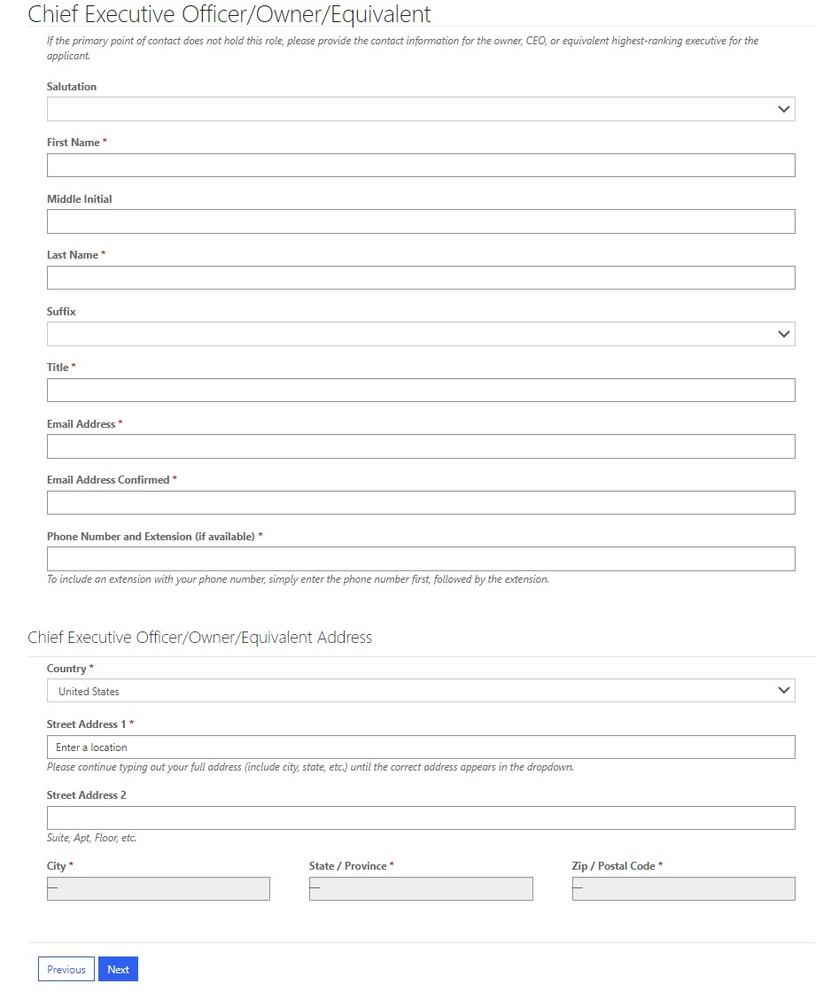 Chief Executive Officer/Owner/Equivalent
If the primary point of contact does not hold this role, please provide the contact information for the owner, CEO, or equivalent highest-ranking executive for the
applicant.
Salutation
First Name *
Middle Initial
Last Name *
Suffix
Title *
Email Address *
Email Address Confirmed *
Phone Number and Extension (if available) *
To include an extension with your phone number, simply enter the phone number first, followed by the extension.
Chief Executive Officer/Owner/Equivalent Address
Country *
United States
Street Address 1 *
Enter a location
Please continue typing out your full address (include city, state, etc.) until the correct address appears in the dropdown.
Street Address 2
Suite, Apt, Floor, etc.
City * State / Province * Zip / Postal Code *
— — —
Previous Next